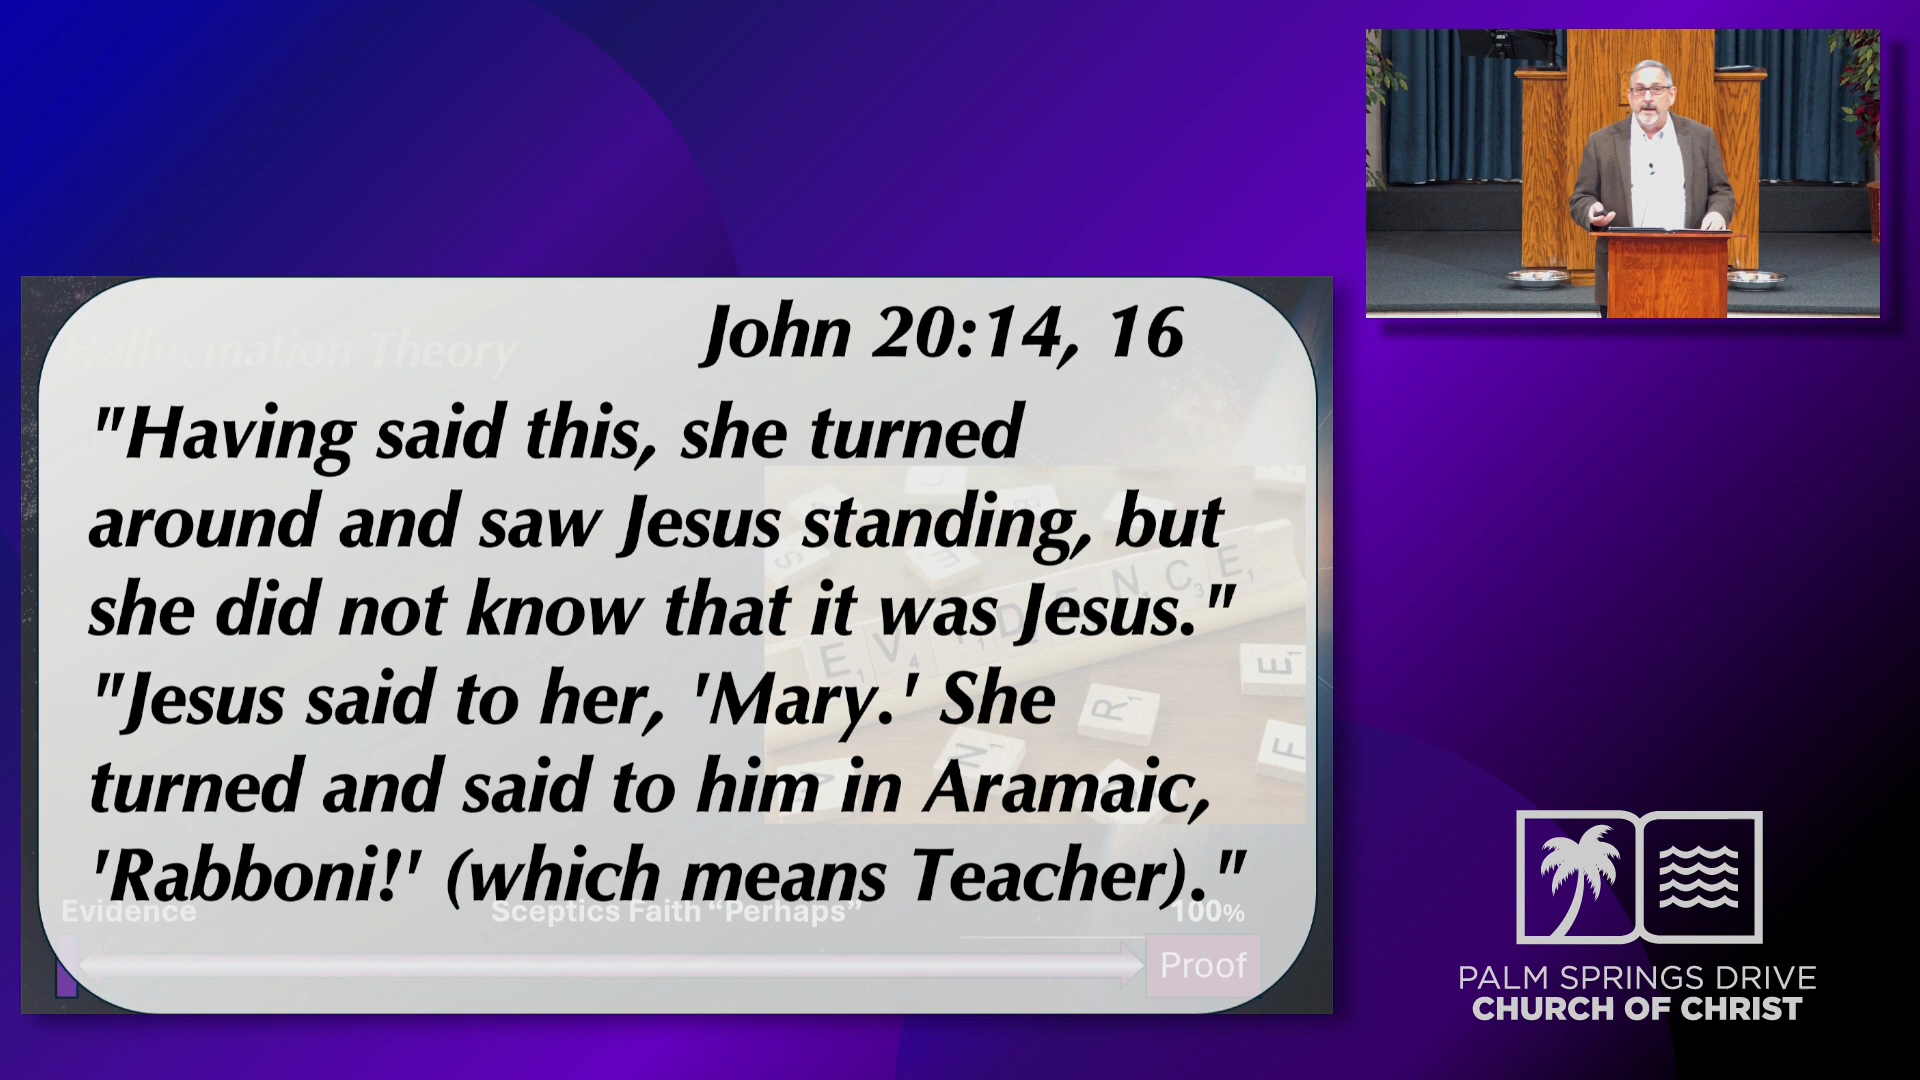 Hallucination Theory
John 20:14, 16
"Having said this, she turned
around and saw Jesus standing, but
she did not know that it was Jesus."
"Jesus said to her, 'Mary.' She
turned and said to him in Aramaic,
'Rabboni!' (which means Teacher)."
EVIDENCE
Evidence
Sceptics Faith “Perhaps”
100%
Proof
PALM SPRINGS DRIVE
CHURCH OF CHRIST